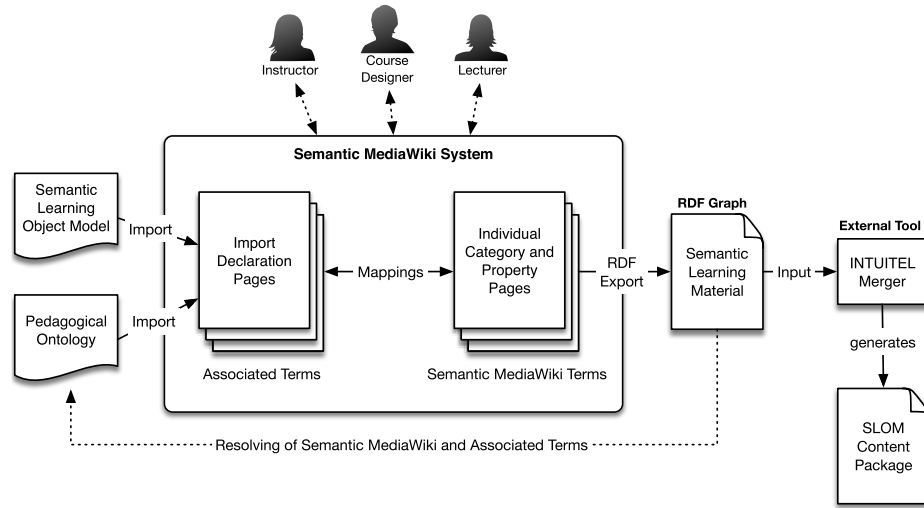 Instructor
Course
Designer
Lecturer
Semantic MediaWiki System
Semantic
Learning
Object Model
Import
Pedagogical
Ontology
Import
Import
Declaration
Pages
Associated Terms
Mappings
Individual
Category and
Property
Pages
Semantic MediaWiki Terms
RDF
Export
RDF Graph
Semantic
Learning
Material
Input
External Tool
INTUITEL
Merger
generates
SLOM
Content
Package
Resolving of Semantic MediaWiki and Associated Terms